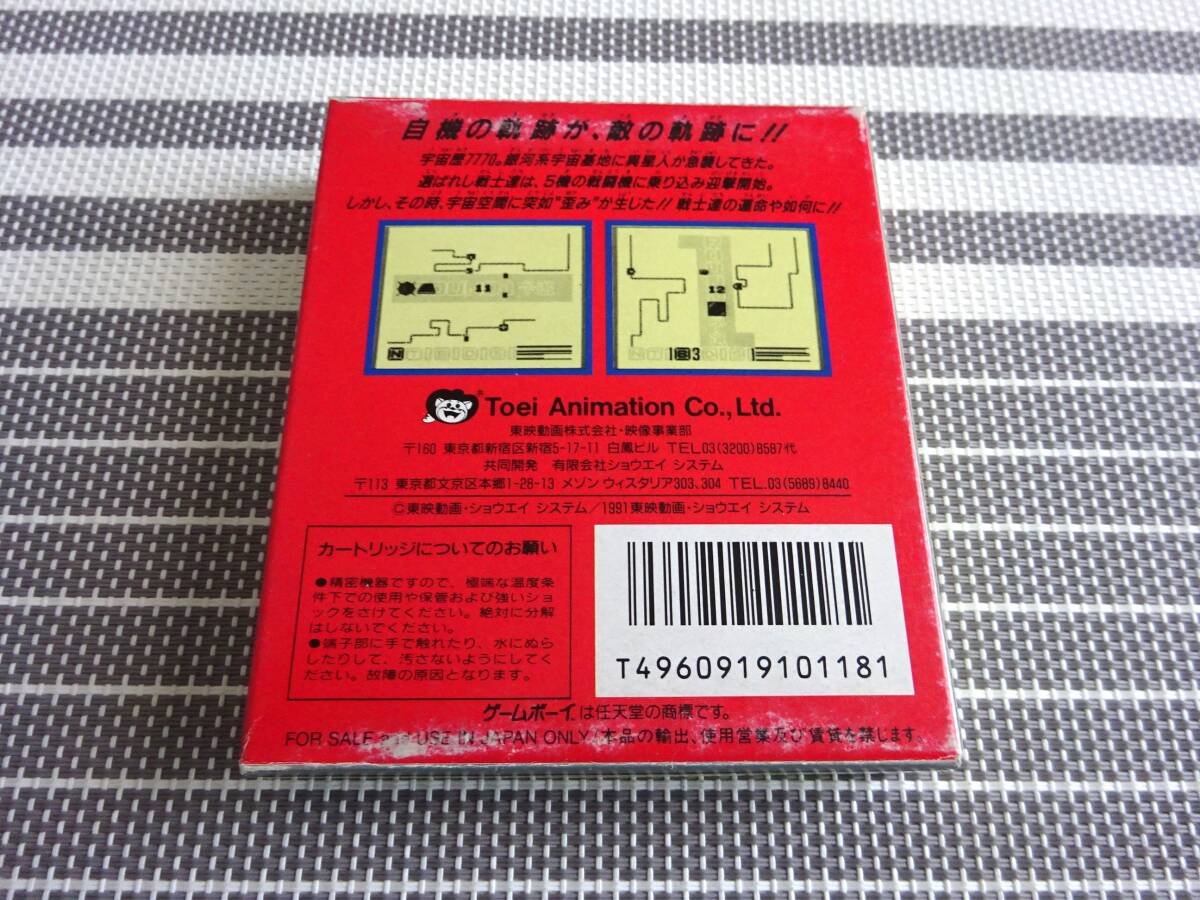 自機の軌跡が、敵の軌跡に!!
宇宙歴7770。銀河系宇宙基地に異星人が急襲してきた。
選ばれし戦士達は、5機の戦闘機に乗り込み迎撃開始。
しかし、その時、宇宙空間に突如"歪み"が生じた!! 戦士達の運命や如何に!!
11
12
3
Toei Animation Co., Ltd.
東映動画株式会社・映像事業部
〒160 東京都新宿区新宿5-17-11 白鳳ビル TEL03(3200)8587代
共同開発 有限会社ショウエイ システム
〒113 東京都文京区本郷1-28-13 メゾン ウィスタリア303、304 TEL.03(5689)8440
©東映動画・ショウエイ システム/1991東映動画・ショウエイ システム
カートリッジについてのお願い
●精密機器ですので、極端な温度条
件下での使用や保管および強いショ
ックをさけてください。絶対に分解
はしないでください。
●端子部に手で触れたり、水にぬら
したりして、汚さないようにしてく
ださい。故障の原因となります。
T4960919101181
ゲームボーイは任天堂の商標です。
FOR SALE and USE IN JAPAN ONLY/本品の輸出、使用営業及び賃貸を禁じます。